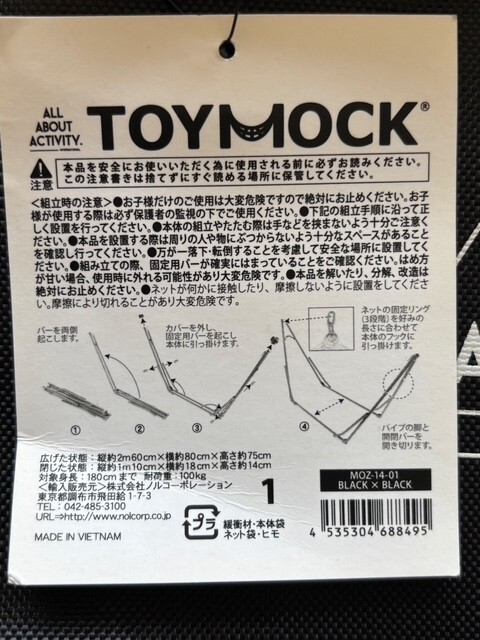 ALL
ABOUT
ACTIVITY.
TOYMOCK®
注意
本品を安全にお使いいただく為に使用される前に必ずお読みください。
この注意書きは捨てずにすぐ読める場所に保管してください。
<組立時の注意>●お子様だけのご使用は大変危険ですので絶対にお止めください。お子
様が使用する際は必ず保護者の監視の下でご使用ください。●下記の組立手順に沿って正
しく設置を行ってください。●本体の組立やたたむ際は手などを挟まないよう十分ご注意く
ださい。●本品を設置する際は周りの人や物にぶつからないよう十分なスペースがあること
を確認し行ってください。●万が一落下・転倒することを考慮して安全な場所に設置してく
ださい。●組み立ての際、固定用バーが確実にはまっていることをご確認ください。はめ方
が甘い場合、使用時に外れる可能性があり大変危険です。●本品を解いたり、分解、改造は
絶対にお止めください。●ネットが何かに接触したり、摩擦しないように設置をしてくださ
い。摩擦により切れることがあり大変危険です。
バーを両側
起こします。
カバーを外し、
固定用バーを起こし
本体に引っ掛けます。
ネットの固定リング
(3段階)を好みの
長さに合わせて
本体のフックに
引っ掛けます。
① ② ③ ④
パイプの脚と
開閉バーを
開き切ります。
広げた状態：縦約2m60cm×横約80cm×高さ約75cm
閉じた状態：縦約1m10cm×横約18cm×高さ約14cm
対象身長：180cmまで 耐荷重：100kg
<輸入販売元>株式会社ノルコーポレーション
東京都調布市飛田給1-7-3
TEL：042-485-3100
URL⇒http://www.nolcorp.co.jp
MADE IN VIETNAM
1
プラ
緩衝材・本体袋
ネット袋・ヒモ
MOZ-14-01
BLACK × BLACK
4 535304 688495